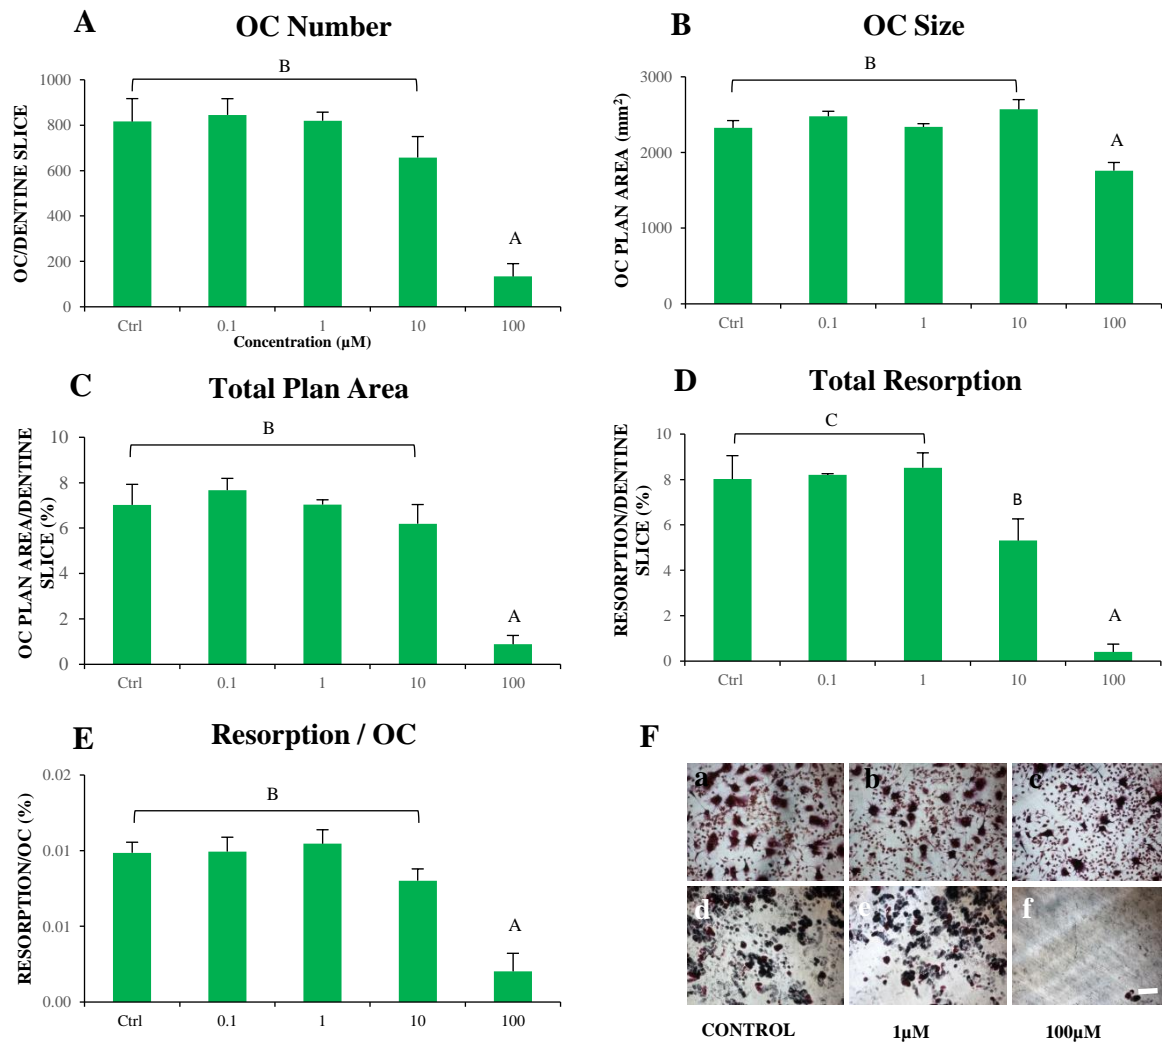 A
OC Number
B
1000
800
600
400
200
0
OC/DENTINE SLICE
A
Ctrl
0.1
1
10
100
Concentration (µM)
B
OC Size
B
3000
2000
1000
0
OC PLAN AREA (mm²)
A
Ctrl
0.1
1
10
100
C
Total Plan Area
B
10
8
6
4
2
0
OC PLAN AREA/DENTINE
SLICE (%)
A
Ctrl
0.1
1
10
100
D
Total Resorption
C
10
8
6
4
2
0
RESORPTION/DENTINE
SLICE (%)
B
A
Ctrl
0.1
1
10
100
E
Resorption / OC
B
0.02
0.01
0.01
0.00
RESORPTION/OC (%)
A
Ctrl
0.1
1
10
100
F
a
b
c
d
e
f
CONTROL
1µM
100µM